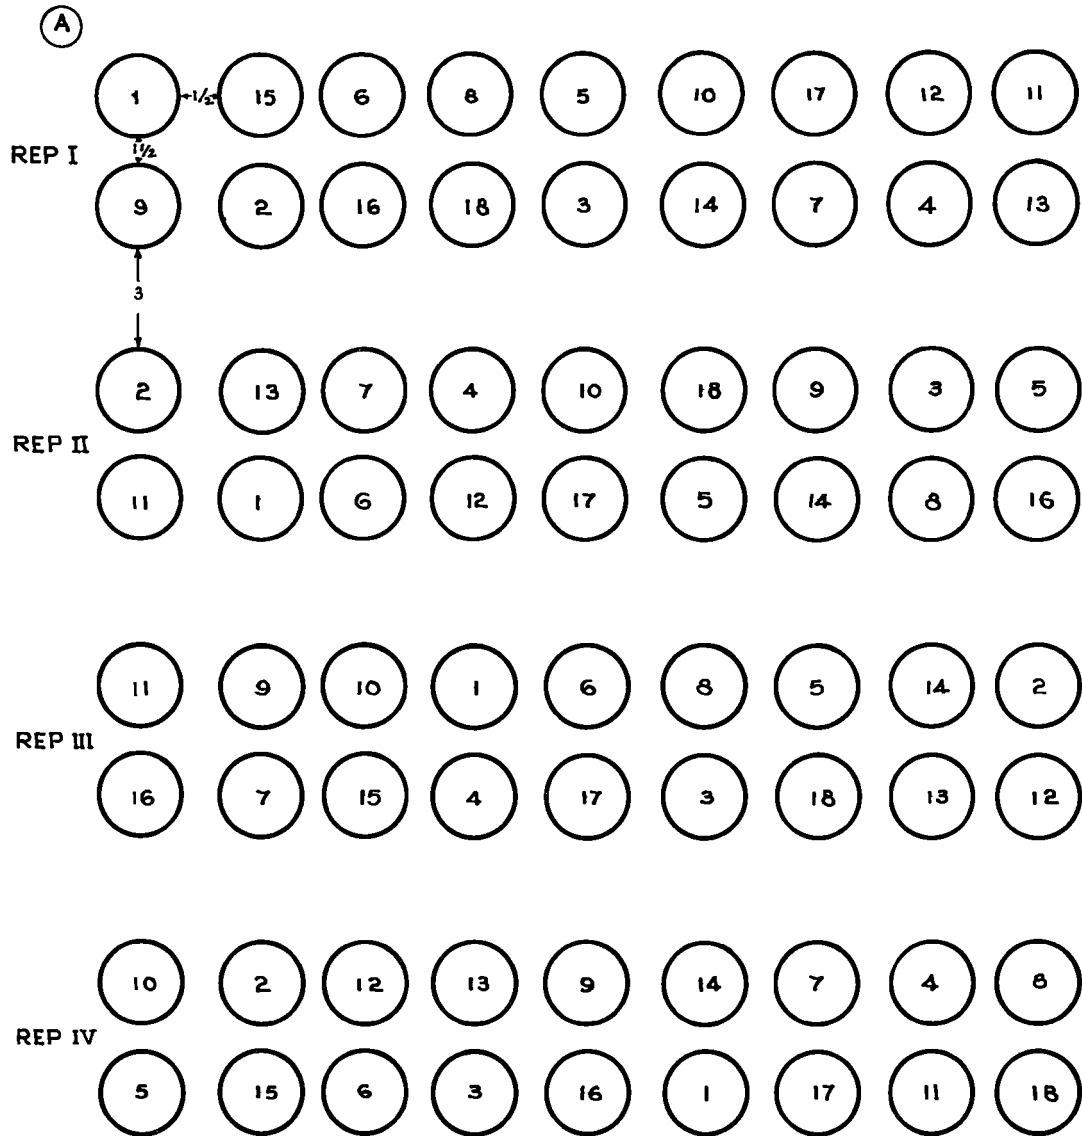 A
1 1/2 15 6 8 5 10 17 12 11
REP I 1½
9 2 16 18 3 14 7 4 13
3
2 13 7 4 10 18 9 3 5
REP II
11 1 6 12 17 5 14 8 16
11 9 10 1 6 8 5 14 2
REP III
16 7 15 4 17 3 18 13 12
10 2 12 13 9 14 7 4 8
REP IV
5 15 6 3 16 1 17 11 18